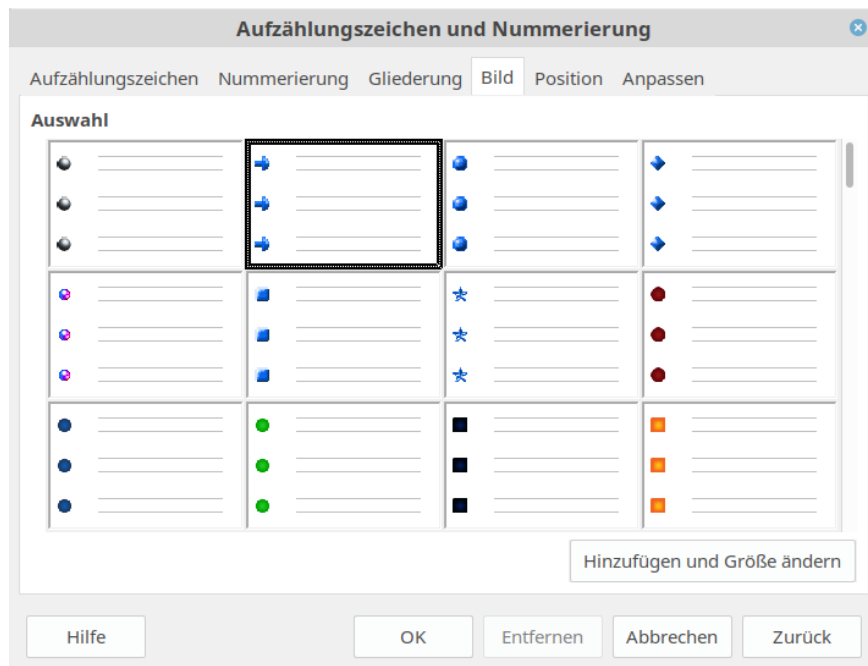 Aufzählungszeichen und Nummerierung
Aufzählungszeichen Nummerierung Gliederung Bild Position Anpassen
Auswahl
Hinzufügen und Größe ändern
Hilfe OK Entfernen Abbrechen Zurück